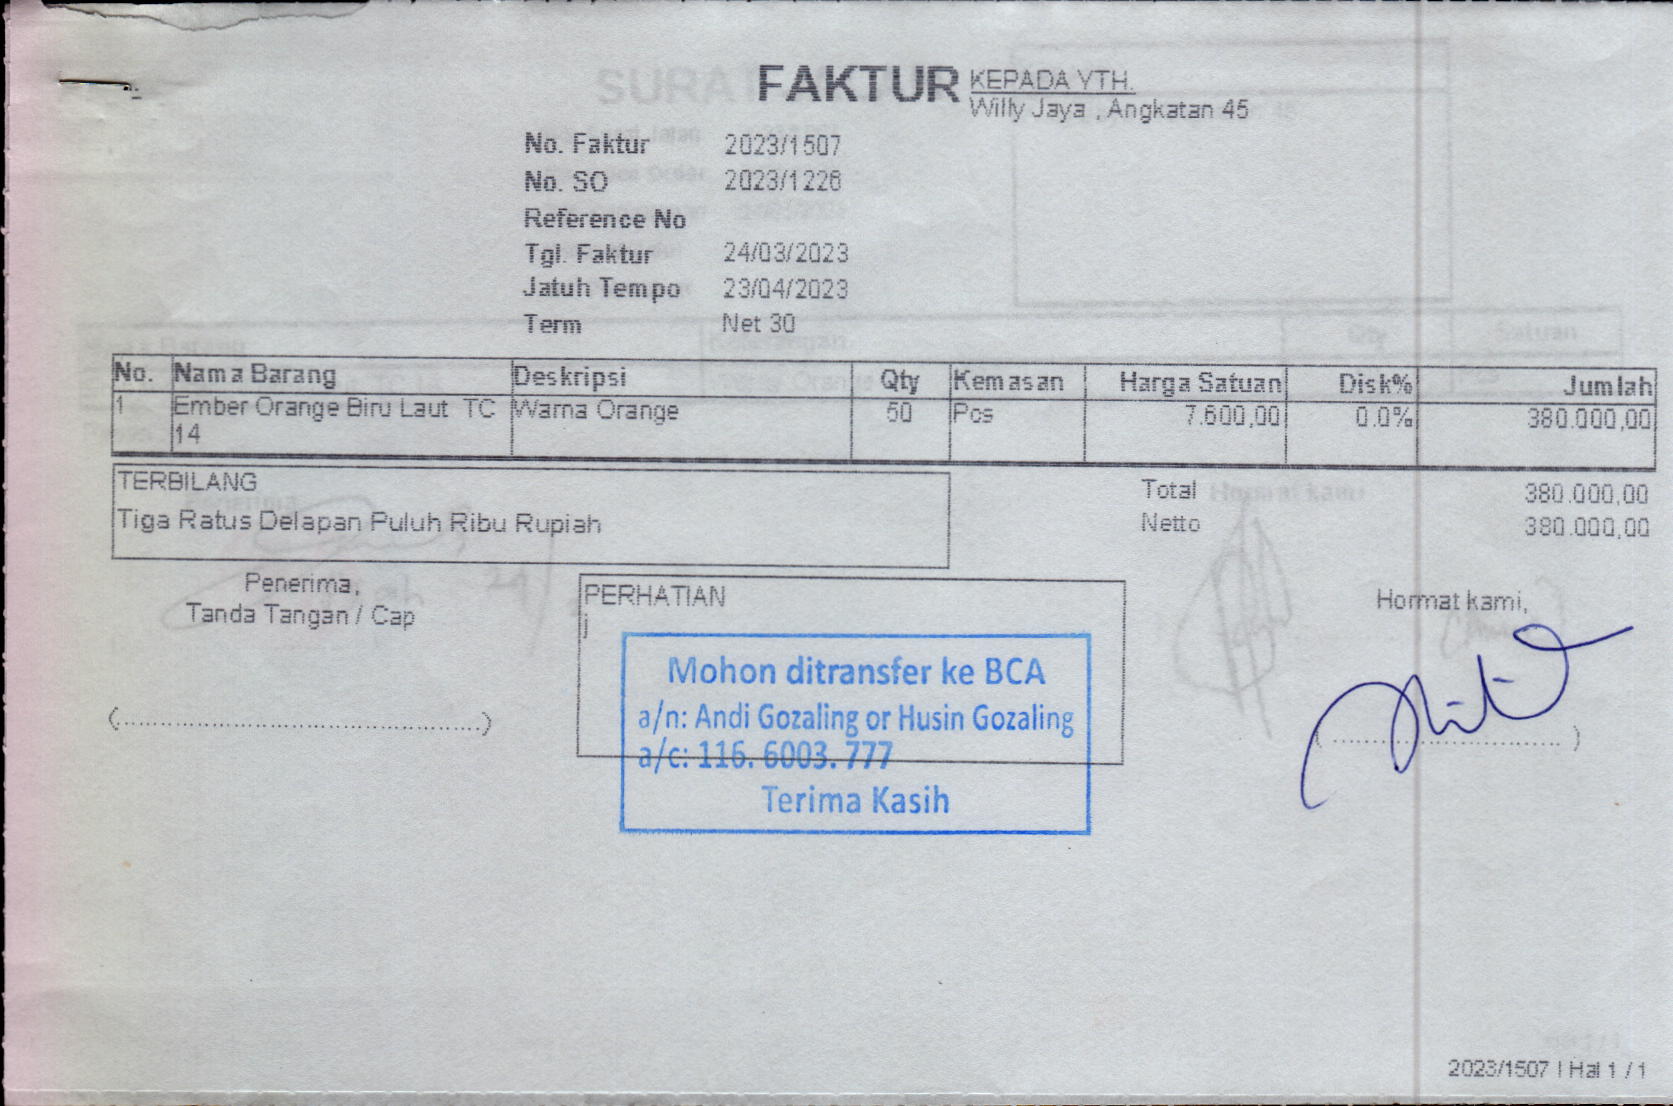 FAKTUR
KEPADA YTH.
Willy Jaya , Angkatan 45
No. Faktur 2023/1507
No. SO 2023/1226
Reference No
Tgl. Faktur 24/03/2023
Jatuh Tempo 23/04/2023
Term Net 30
No. Nama Barang Deskripsi Qty Kemasan Harga Satuan Disk% Jumlah
1 Ember Orange Biru Laut TC Warna Orange 50 Pcs 7.600,00 0.0% 380.000,00
14
TERBILANG
Tiga Ratus Delapan Puluh Ribu Rupiah
Total 380.000,00
Netto 380.000,00
Penerima,
Tanda Tangan / Cap
PERHATIAN
j
Hormat kami,
Mohon ditransfer ke BCA
a/n: Andi Gozaling or Husin Gozaling
a/c: 116. 6003. 777
Terima Kasih
(..........................................)
(..............................)
2023/1507 | Hal 1 / 1